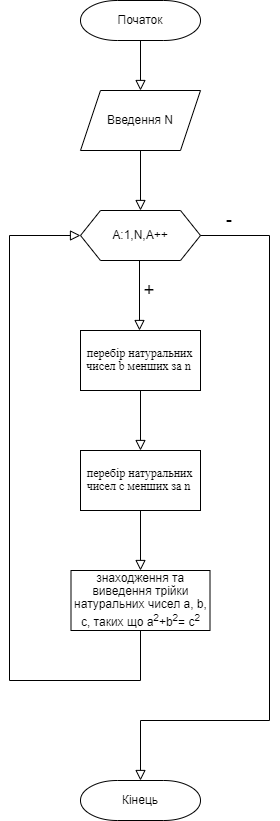 Початок
Введення N
A:1,N,A++
-
+
перебір натуральних
чисел b менших за n
перебір натуральних
чисел c менших за n
знаходження та
виведення трійки
натуральних чисел a, b,
c, таких що a²+b²= c²
Кінець